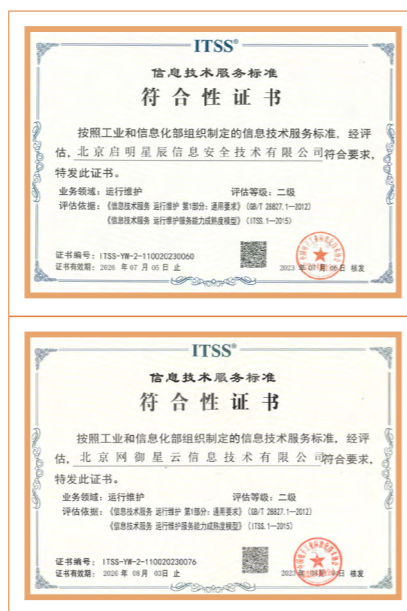 ITSS®
信息技术服务标准
符合性证书
按照工业和信息化部组织制定的信息技术服务标准，经评
估，北京启明星辰信息安全技术有限公司符合要求，
特发此证书。
业务领域：运行维护 评估等级：二级
评估依据：《信息技术服务 运行维护 第1部分：通用要求》（GB/T 28827.1—2012）
《信息技术服务 运行维护服务能力成熟度模型》（ITSS.1—2015）
证书编号：ITSS-YW-2-110020230060
证书有效期：2026 年 07 月 05 日 止 2023 年 07 月 06 日 核发
ITSS®
信息技术服务标准
符合性证书
按照工业和信息化部组织制定的信息技术服务标准，经评
估，北京网御星云信息技术有限公司符合要求，
特发此证书。
业务领域：运行维护 评估等级：二级
评估依据：《信息技术服务 运行维护 第1部分：通用要求》（GB/T 28827.1—2012）
《信息技术服务 运行维护服务能力成熟度模型》（ITSS.1—2015）
证书编号：ITSS-YW-2-110020230076
证书有效期：2026 年 08 月 03日 止 2023 年 日 核发